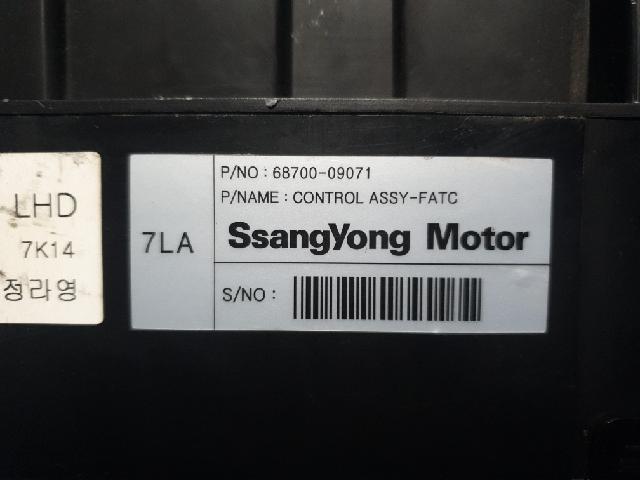 LHD
7K14
정라영
7LA
P/NO : 68700-09071
P/NAME : CONTROL ASSY-FATC
SsangYong Motor
S/NO :